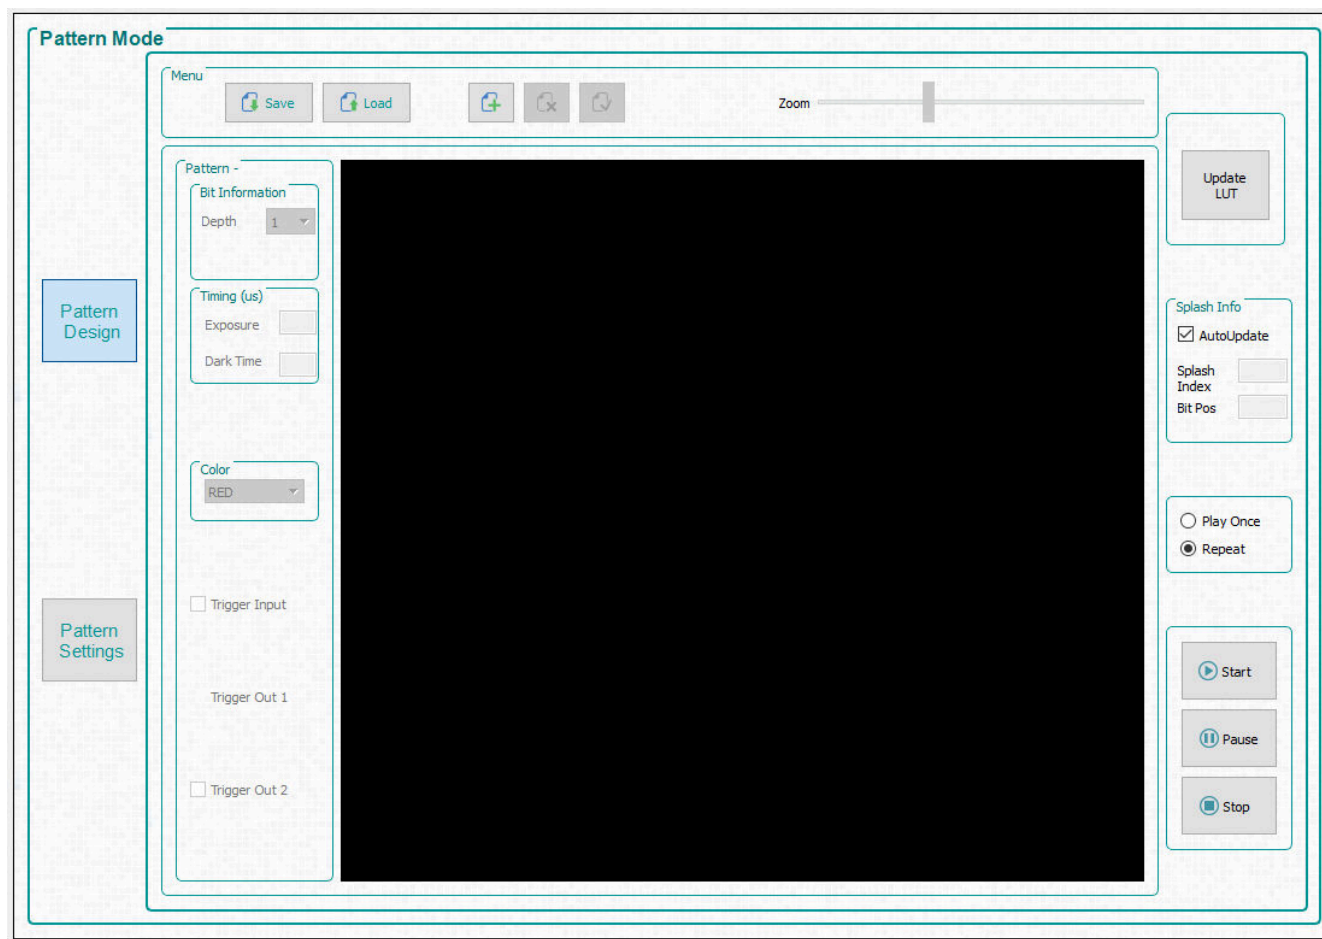 Pattern Mode
Menu
Save
Load
Zoom
Pattern -
Bit Information
Depth
1
Timing (us)
Exposure
Dark Time
Color
RED
Trigger Input
Trigger Out 1
Trigger Out 2
Pattern
Design
Pattern
Settings
Update
LUT
Splash Info
AutoUpdate
Splash
Index
Bit Pos
Play Once
Repeat
Start
Pause
Stop